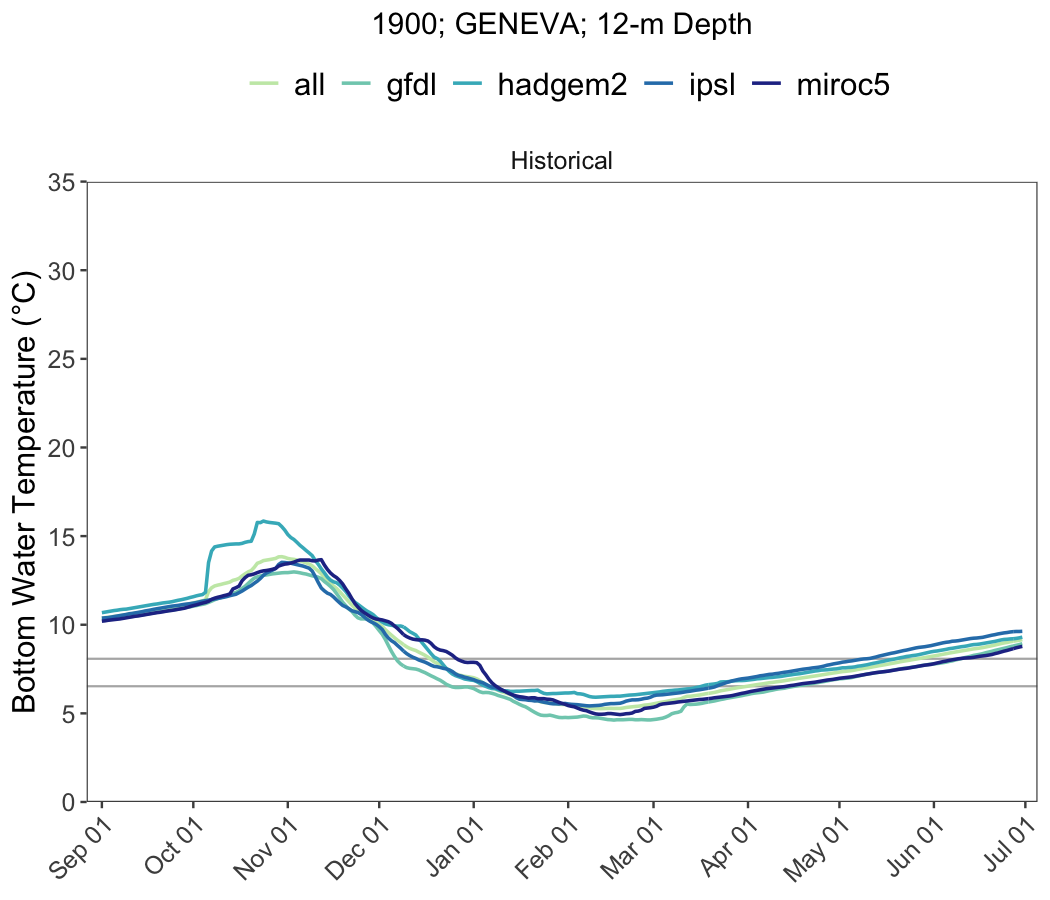 1900; GENEVA; 12-m Depth
all gfdl hadgem2 ipsl miroc5
Historical
Bottom Water Temperature (°C)
35
30
25
20
15
10
5
0
Sep 01 Oct 01 Nov 01 Dec 01 Jan 01 Feb 01 Mar 01 Apr 01 May 01 Jun 01 Jul 01